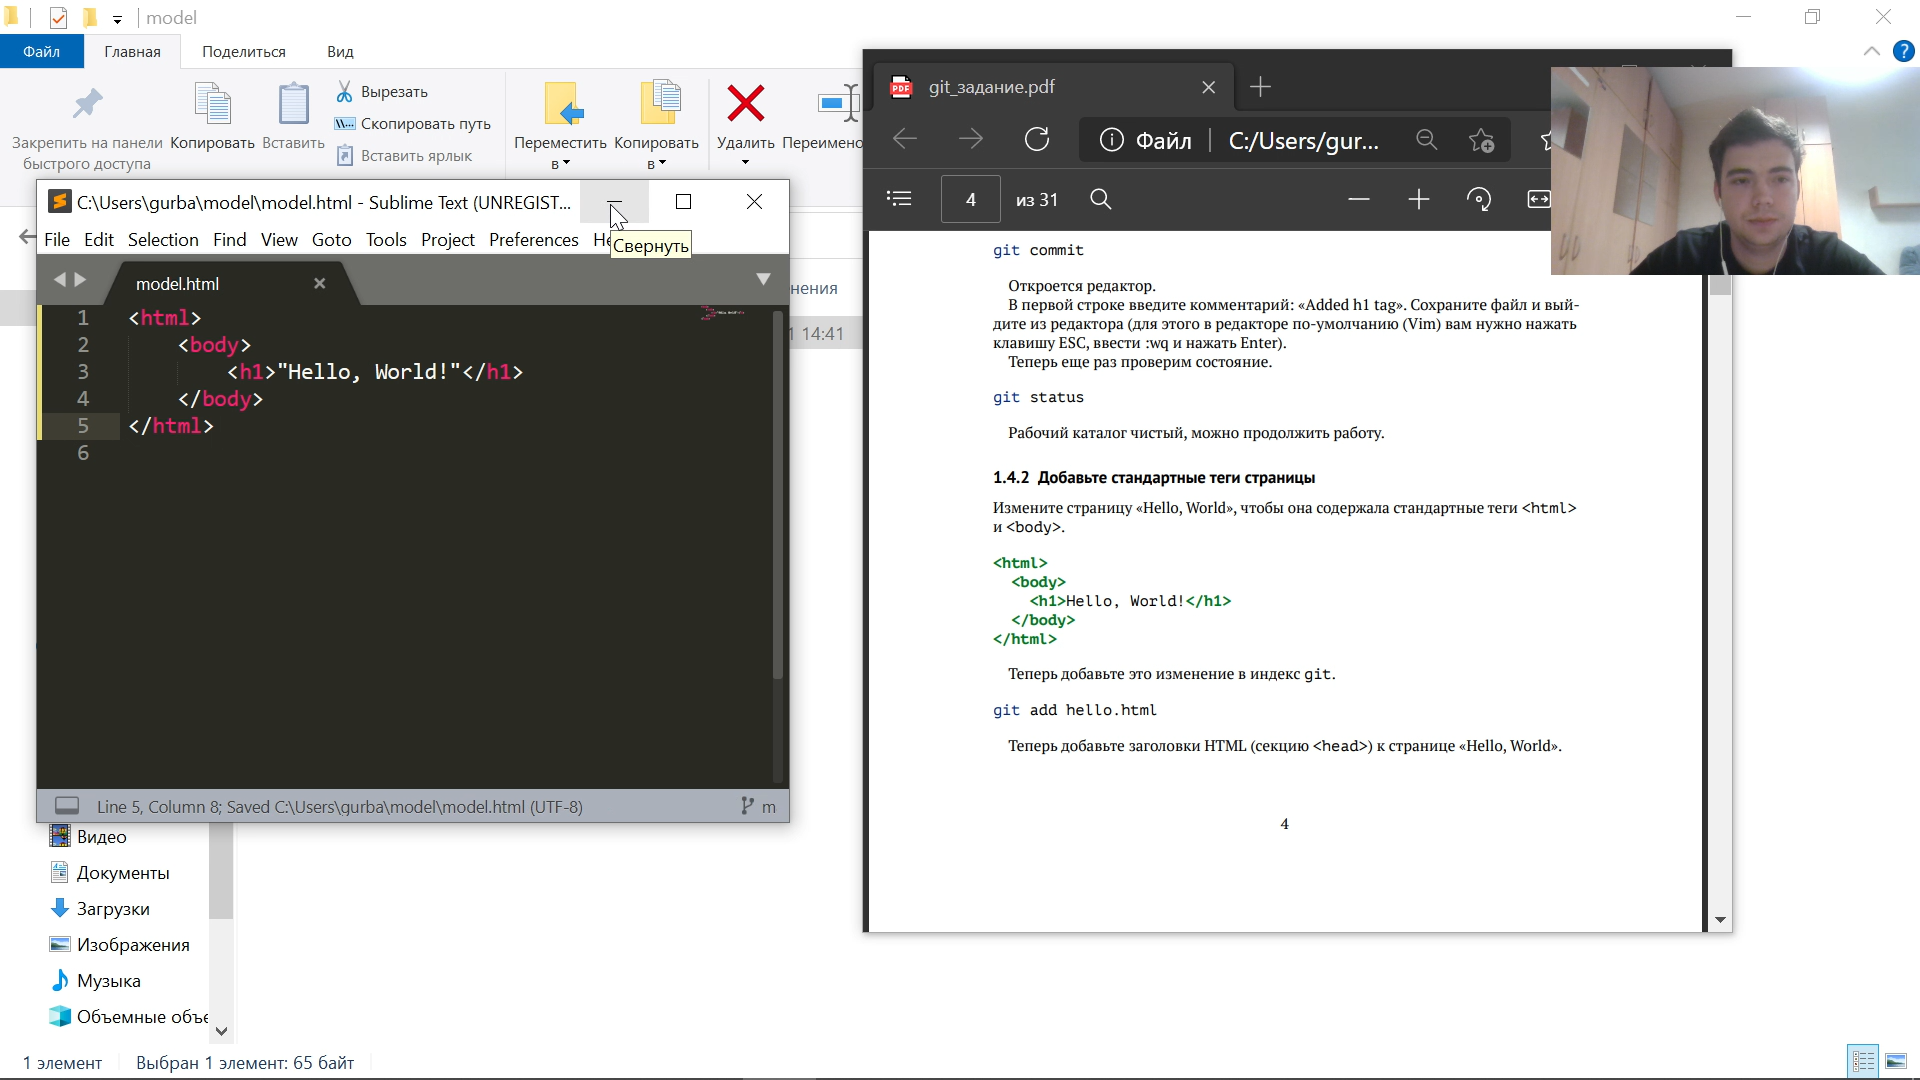 model
Файл
Главная
Поделиться
Вид
Закрепить на панели
быстрого доступа
Копировать
Вставить
Вырезать
Скопировать путь
Вставить ярлык
Переместить
в
Копировать
в
Удалить
Переимено
C:\Users\gurba\model\model.html - Sublime Text (UNREGIST...
File Edit Selection Find View Goto Tools Project Preferences He
Свернуть
model.html
1 <html>
2 <body>
3 <h1>"Hello, World!"</h1>
4 </body>
5 </html>
6
Line 5, Column 8; Saved C:\Users\gurba\model\model.html (UTF-8)
m
нения
14:41
Видео
Документы
Загрузки
Изображения
Музыка
Объемные объе
1 элемент
Выбран 1 элемент: 65 байт
PDF
git_задание.pdf
Файл
C:/Users/gur...
4 из 31
git commit
Откроется редактор.
В первой строке введите комментарий: «Added h1 tag». Сохраните файл и вый-
дите из редактора (для этого в редакторе по-умолчанию (Vim) вам нужно нажать
клавишу ESC, ввести :wq и нажать Enter).
Теперь еще раз проверим состояние.
git status
Рабочий каталог чистый, можно продолжить работу.
1.4.2 Добавьте стандартные теги страницы
Измените страницу «Hello, World», чтобы она содержала стандартные теги <html>
и <body>.
<html>
<body>
<h1>Hello, World!</h1>
</body>
</html>
Теперь добавьте это изменение в индекс git.
git add hello.html
Теперь добавьте заголовки HTML (секцию <head>) к странице «Hello, World».
4